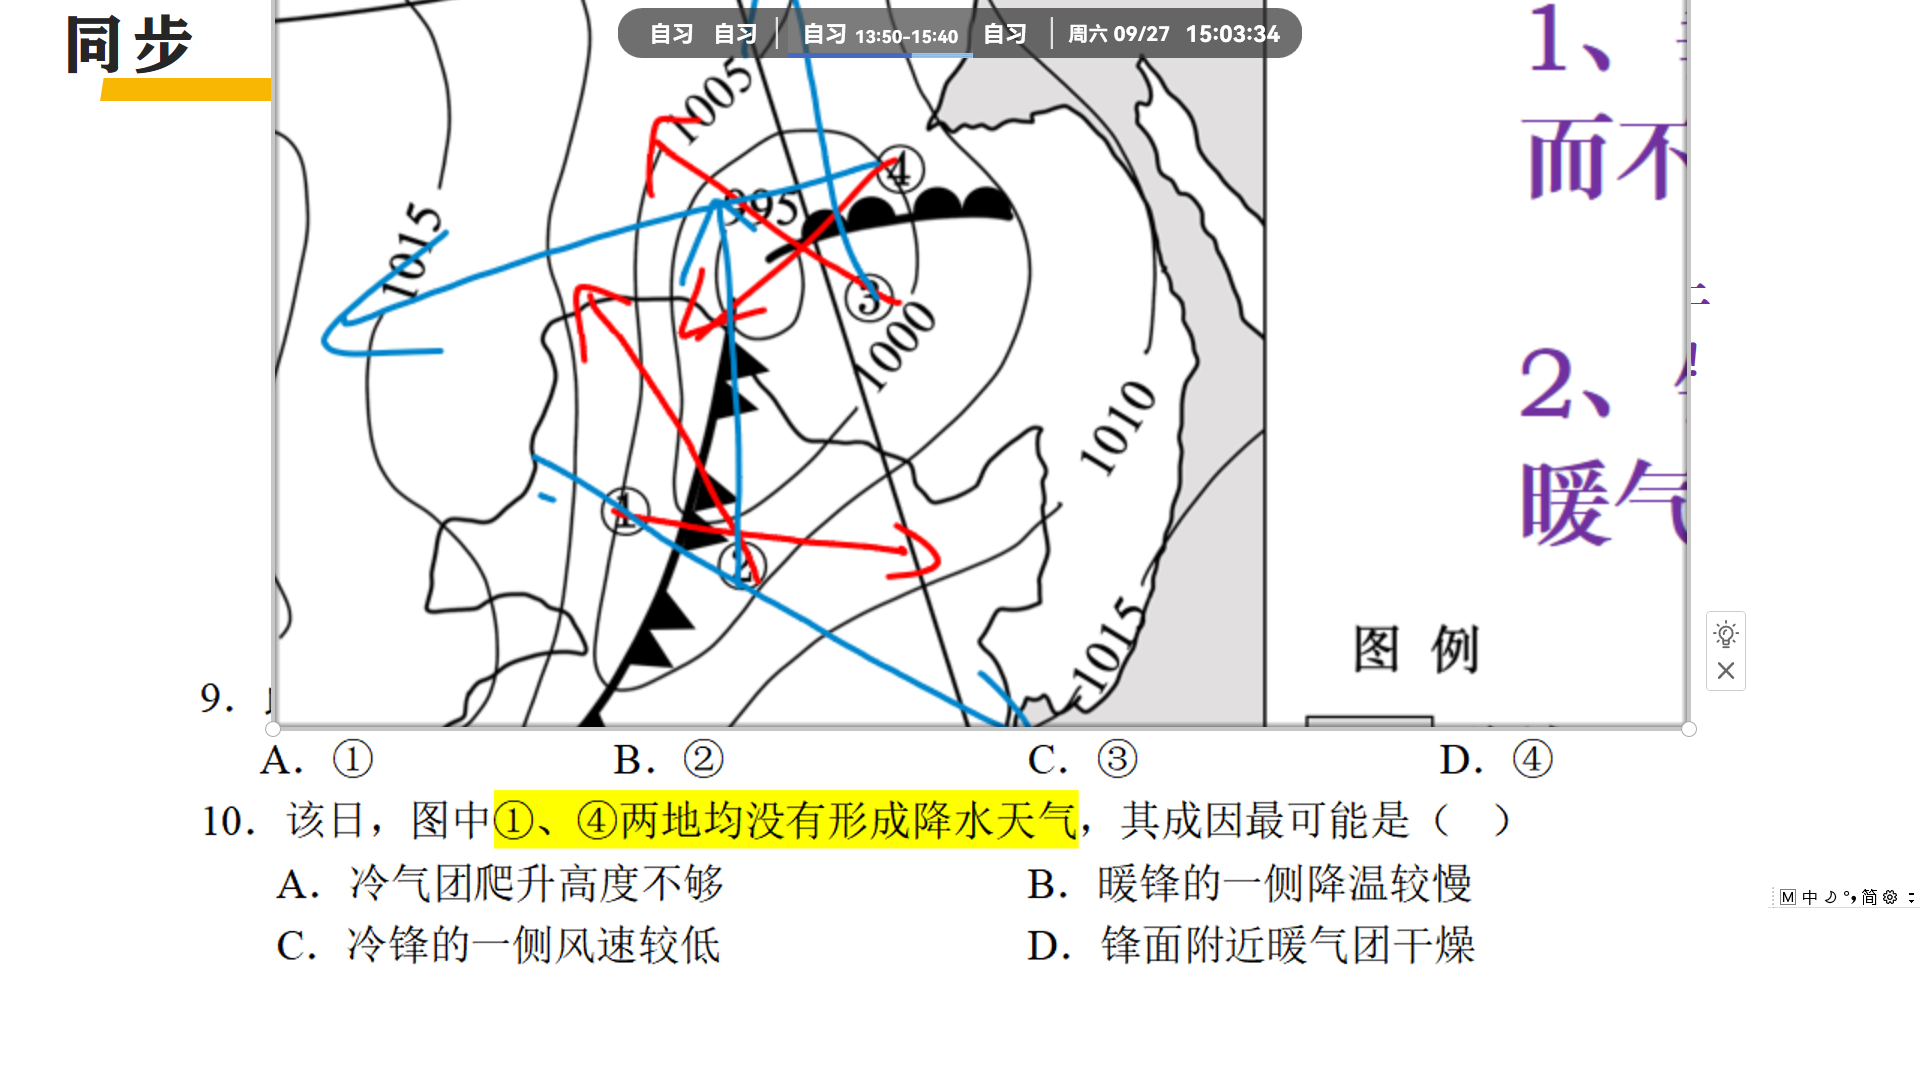 同步
自习 自习 自习 13:50-15:40 自习 周六 09/27 15:03:34
1、
而不
2、
暖气
1005
④
995
1015
③
1000
1010
①
②
1015
图 例
9.
A. ① B. ② C. ③ D. ④
10. 该日，图中①、④两地均没有形成降水天气，其成因最可能是（ ）
A. 冷气团爬升高度不够 B. 暖锋的一侧降温较慢
C. 冷锋的一侧风速较低 D. 锋面附近暖气团干燥
M 中 简